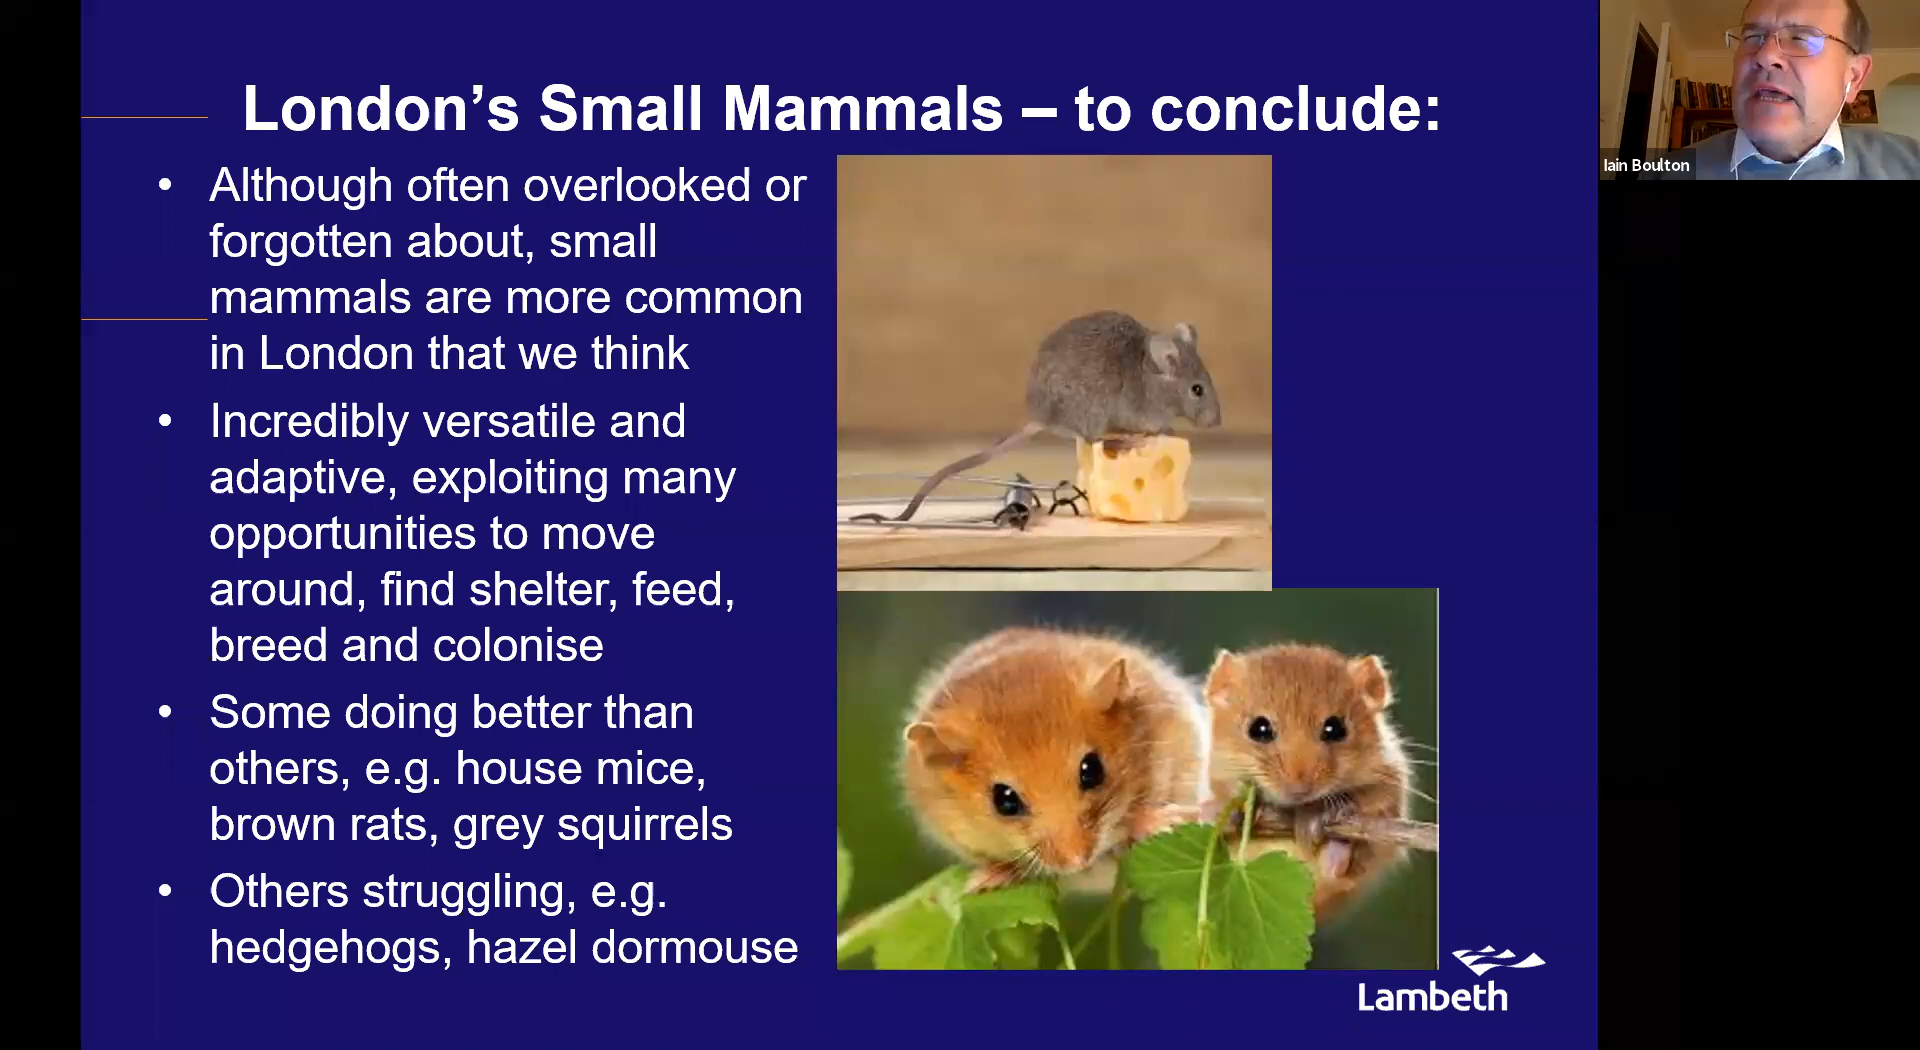 London’s Small Mammals – to conclude:
• Although often overlooked or
forgotten about, small
mammals are more common
in London that we think
• Incredibly versatile and
adaptive, exploiting many
opportunities to move
around, find shelter, feed,
breed and colonise
• Some doing better than
others, e.g. house mice,
brown rats, grey squirrels
• Others struggling, e.g.
hedgehogs, hazel dormouse
Lambeth
Iain Boulton